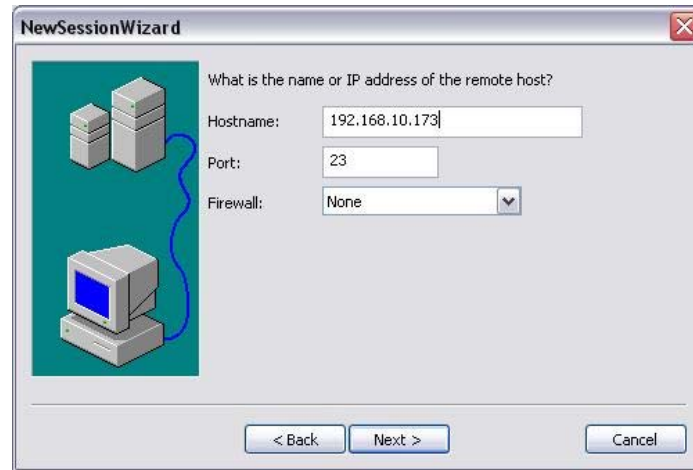 NewSessionWizard
What is the name or IP address of the remote host?
Hostname: 192.168.10.173
Port: 23
Firewall: None
< Back Next > Cancel